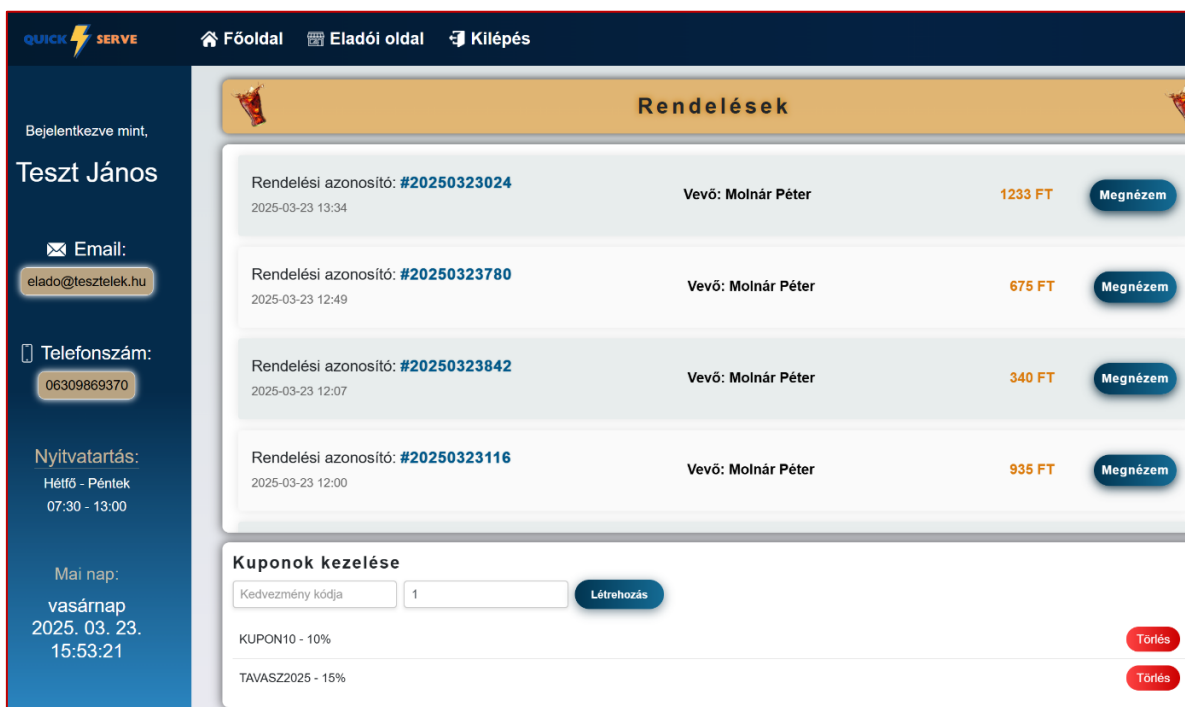 QUICK SERVE
Főoldal Eladói oldal Kilépés
Bejelentkezve mint,
Teszt János
Email:
elado@tesztelek.hu
Telefonszám:
06309869370
Nyitvatartás:
Hétfő - Péntek
07:30 - 13:00
Mai nap:
vasárnap
2025. 03. 23.
15:53:21
Rendelések
Rendelési azonosító: #20250323024
2025-03-23 13:34
Vevő: Molnár Péter
1233 FT
Megnézem
Rendelési azonosító: #20250323780
2025-03-23 12:49
Vevő: Molnár Péter
675 FT
Megnézem
Rendelési azonosító: #20250323842
2025-03-23 12:07
Vevő: Molnár Péter
340 FT
Megnézem
Rendelési azonosító: #20250323116
2025-03-23 12:00
Vevő: Molnár Péter
935 FT
Megnézem
Kuponok kezelése
Kedvezmény kódja
1
Létrehozás
KUPON10 - 10%
Törlés
TAVASZ2025 - 15%
Törlés